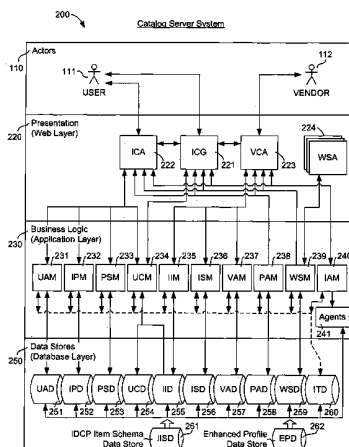 200
Catalog Server System
110
Actors
111
112
USER
VENDOR
220
Presentation
(Web Layer)
224
ICA
222
ICG
221
VCA
223
WSA
230
Business Logic
(Application Layer)
231 232 233 234 235 236 237 238 239 240
UAM IPM PSM UCM IIM ISM VAM PAM WSM IAM
Agents
241
250
Data Stores
(Database Layer)
UAD IPD PSD UCD IID ISD VAD PAD WSD ITD
251 252 253 254 255 256 257 258 259 260
IDCP Item Schema
Data Store
261
IISD
Enhanced Profile
Data Store
262
EPD